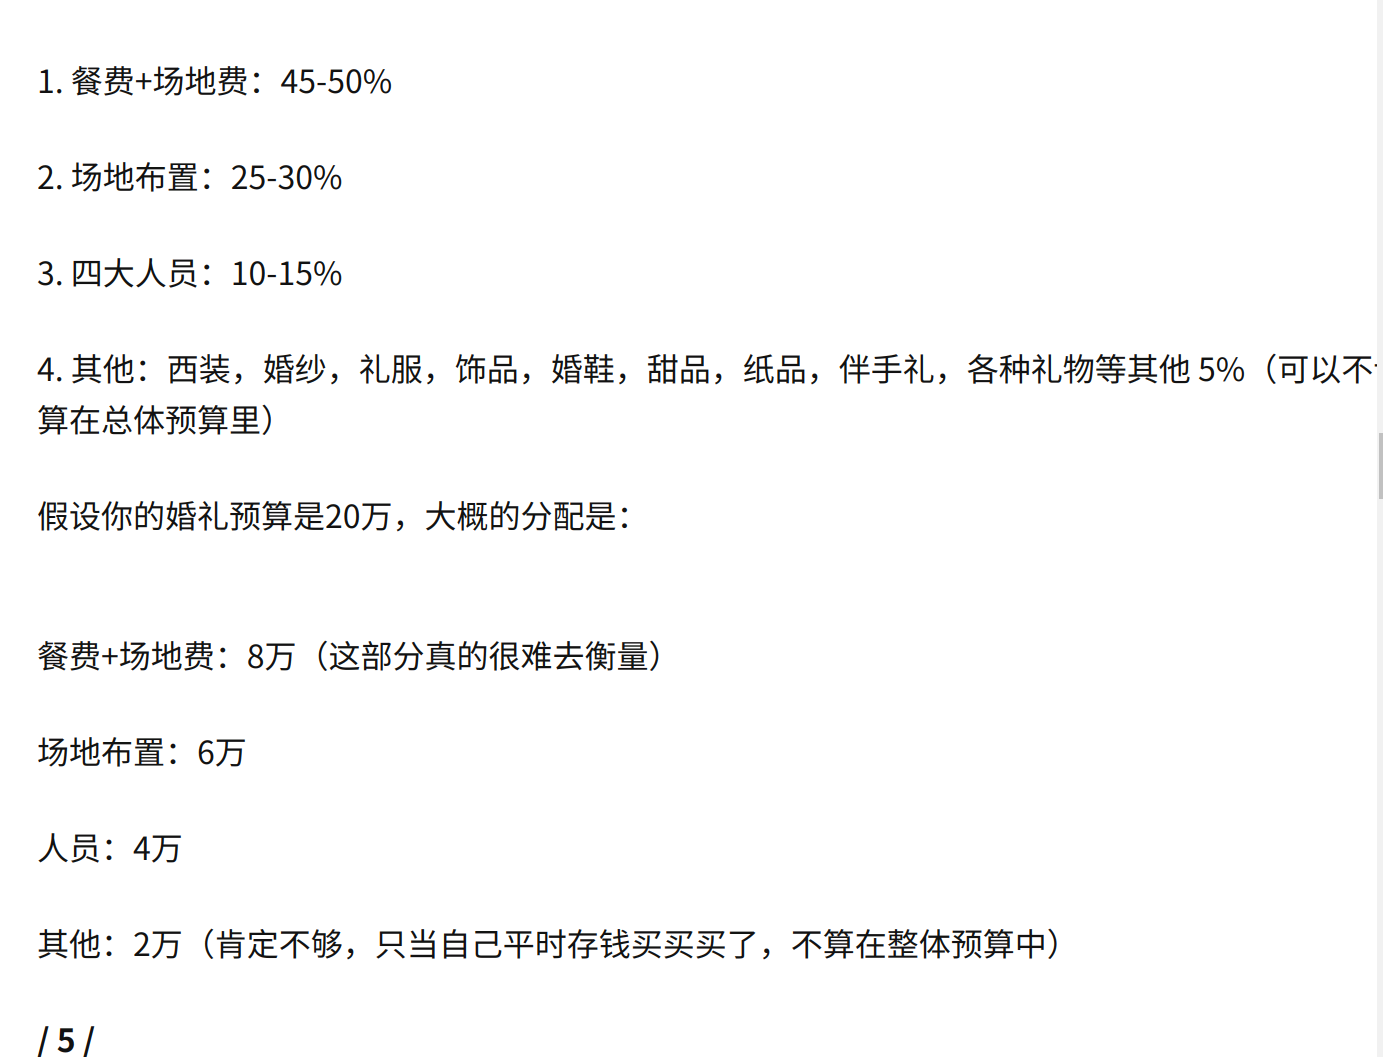 1. 餐费+场地费：45-50%
2. 场地布置：25-30%
3. 四大人员：10-15%
4. 其他：西装，婚纱，礼服，饰品，婚鞋，甜品，纸品，伴手礼，各种礼物等其他 5%（可以不
算在总体预算里）
假设你的婚礼预算是20万，大概的分配是：
餐费+场地费：8万（这部分真的很难去衡量）
场地布置：6万
人员：4万
其他：2万（肯定不够，只当自己平时存钱买买买了，不算在整体预算中）
/ 5 /